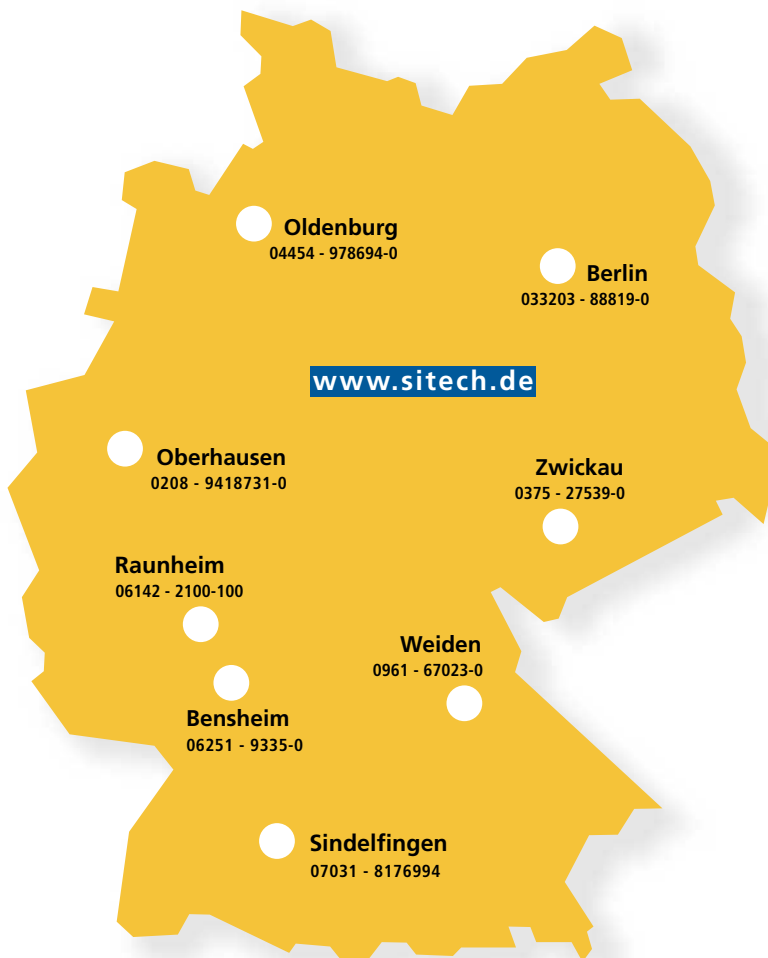 Oldenburg
04454 - 978694-0
Berlin
033203 - 88819-0
www.sitech.de
Oberhausen
0208 - 9418731-0
Zwickau
0375 - 27539-0
Raunheim
06142 - 2100-100
Weiden
0961 - 67023-0
Bensheim
06251 - 9335-0
Sindelfingen
07031 - 8176994